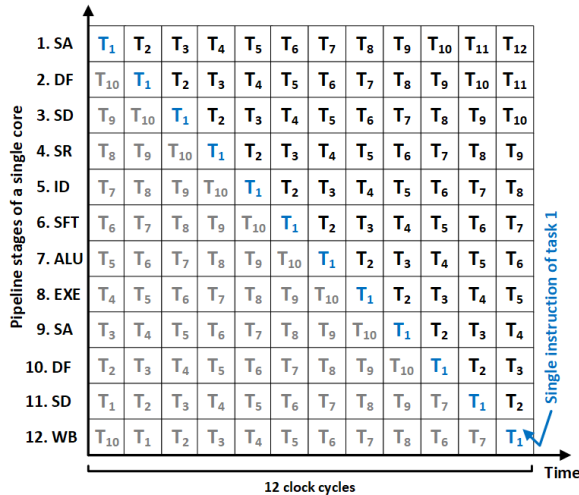 1. SA T1 T2 T3 T4 T5 T6 T7 T8 T9 T10 T11 T12
2. DF T10 T1 T2 T3 T4 T5 T6 T7 T8 T9 T10 T11
3. SD T9 T10 T1 T2 T3 T4 T5 T6 T7 T8 T9 T10
4. SR T8 T9 T10 T1 T2 T3 T4 T5 T6 T7 T8 T9
5. ID T7 T8 T9 T10 T1 T2 T3 T4 T5 T6 T7 T8
6. SFT T6 T7 T8 T9 T10 T1 T2 T3 T4 T5 T6 T7
7. ALU T5 T6 T7 T8 T9 T10 T1 T2 T3 T4 T5 T6
8. EXE T4 T5 T6 T7 T8 T9 T10 T1 T2 T3 T4 T5
9. SA T3 T4 T5 T6 T7 T8 T9 T10 T1 T2 T3 T4
10. DF T2 T3 T4 T5 T6 T7 T8 T9 T10 T1 T2 T3
11. SD T1 T2 T3 T4 T5 T6 T7 T8 T9 T7 T1 T2
12. WB T10 T1 T2 T3 T4 T5 T6 T7 T8 T6 T7 T1
Pipeline stages of a single core
Single instruction of task 1
Time
12 clock cycles